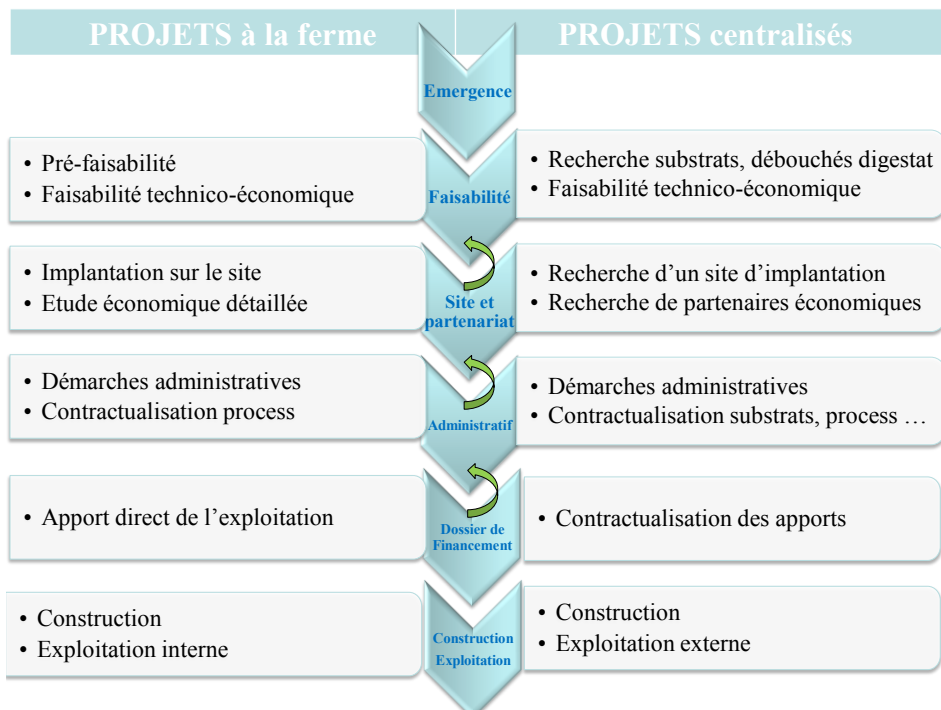 PROJETS à la ferme
PROJETS centralisés
Emergence
• Pré-faisabilité
• Faisabilité technico-économique
Faisabilité
• Recherche substrats, débouchés digestat
• Faisabilité technico-économique
• Implantation sur le site
• Etude économique détaillée
Site et
partenariat
• Recherche d’un site d’implantation
• Recherche de partenaires économiques
• Démarches administratives
• Contractualisation process
Administratif
• Démarches administratives
• Contractualisation substrats, process …
• Apport direct de l’exploitation
Dossier de
Financement
• Contractualisation des apports
• Construction
• Exploitation interne
Construction
Exploitation
• Construction
• Exploitation externe